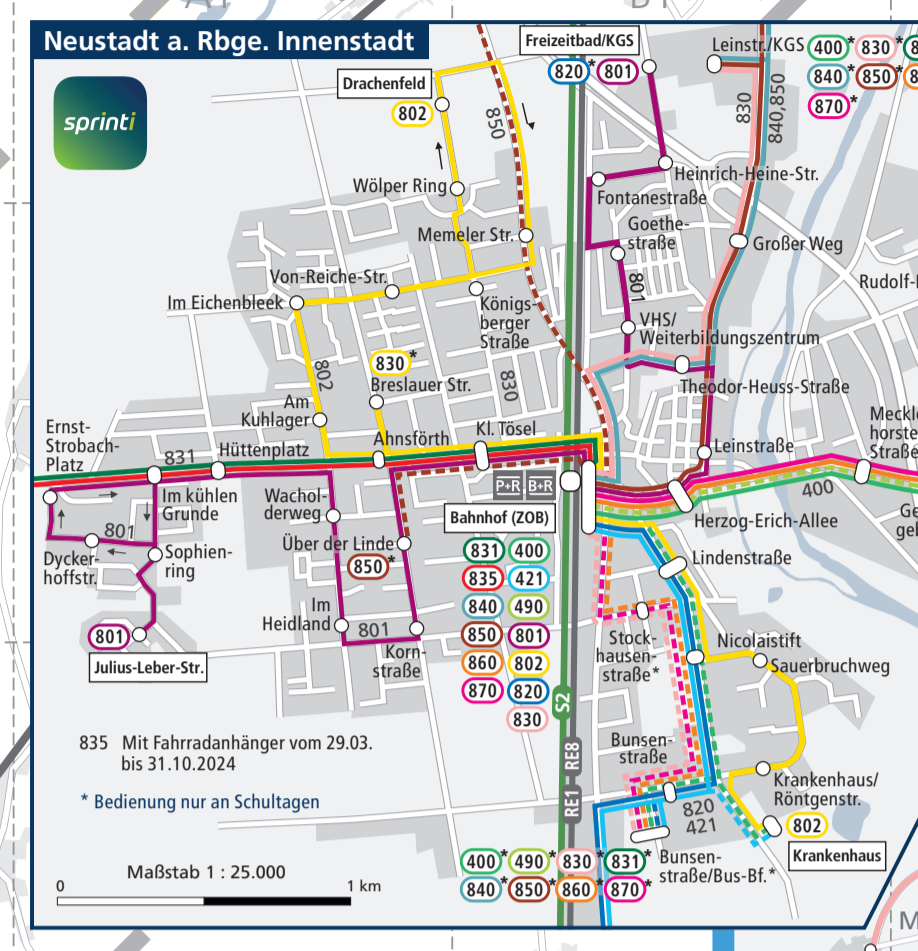 Neustadt a. Rbge. Innenstadt
sprinti
Drachenfeld
802
850
Freizeitbad/KGS
820* 801
Leinstr./KGS
400* 830*
840* 850*
870*
830
840,850
Wölper Ring
Memeler Str.
Heinrich-Heine-Str.
Fontanestraße
Goethe-
straße
801
Großer Weg
Von-Reiche-Str.
Im Eichenbleek
Königs-
berger
Straße
VHS/
Weiterbildungszentrum
Theodor-Heuss-Straße
802
830*
Breslauer Str.
830
Am
Kuhlager
Ernst-
Strobach-
Platz
831
Hüttenplatz
Ahnsförth
Kl. Tösel
Leinstraße
400
P+R B+R
Im kühlen
Grunde
Wachol-
derweg
Bahnhof (ZOB)
Herzog-Erich-Allee
801
Dycker-
hoffstr.
Sophien-
ring
Über der Linde
850*
831 400
835 421
840 490
850 801
860 802
870 820
830
Lindenstraße
Im
Heidland
801
Korn-
straße
801
Julius-Leber-Str.
Stock-
hausen-
straße*
Nicolaistift
Sauerbruchweg
S2
RE8
RE1
835 Mit Fahrradanhänger vom 29.03.
bis 31.10.2024
* Bedienung nur an Schultagen
Bunsen-
straße
820
421
Krankenhaus/
Röntgenstr.
802
Krankenhaus
Maßstab 1 : 25.000
0 1 km
400* 490* 830* 831*
840* 850* 860* 870*
Bunsen-
straße/Bus-Bf.*